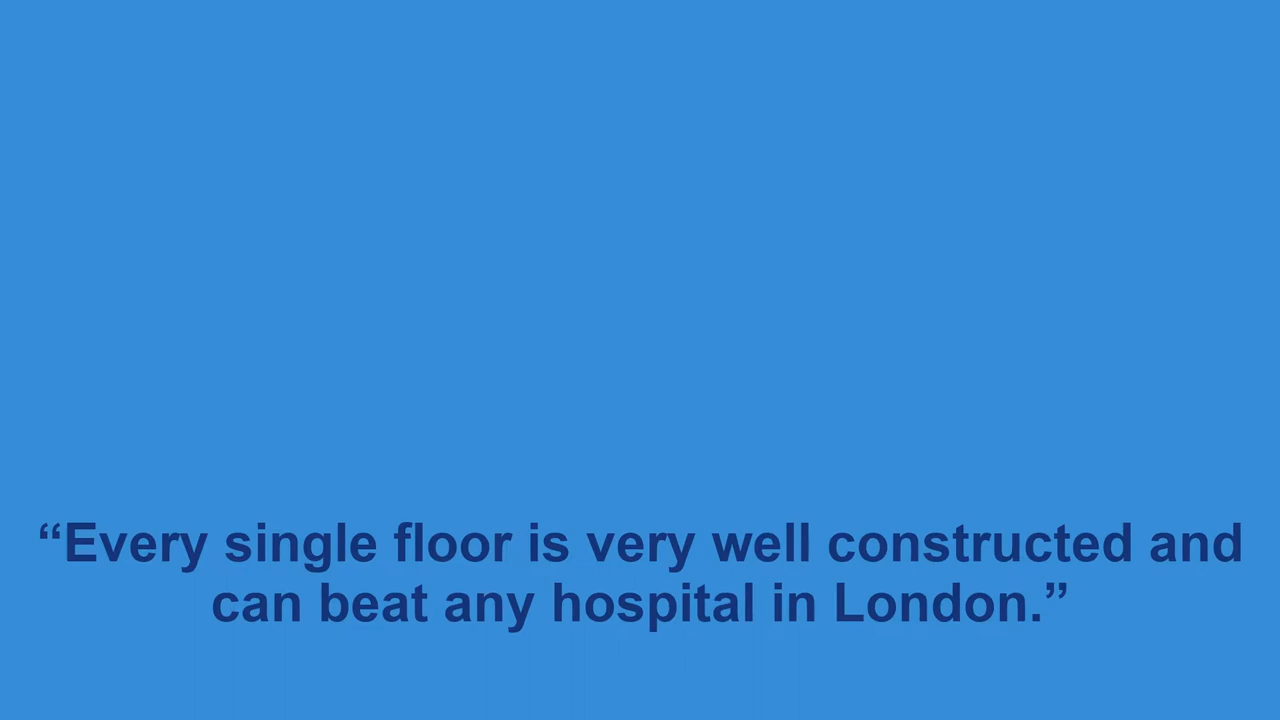 “Every single floor is very well constructed and
can beat any hospital in London.”